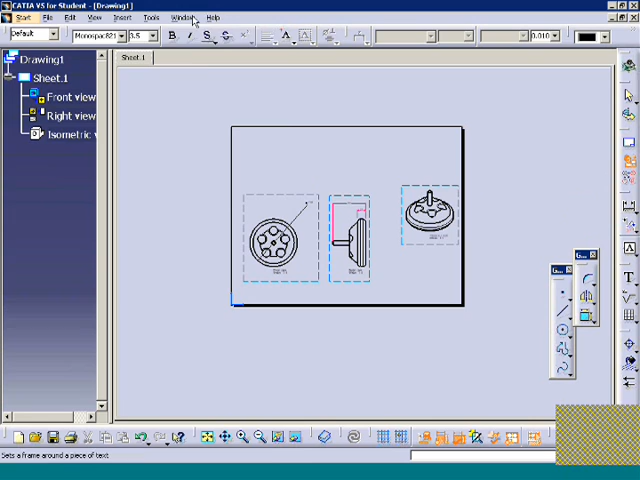 CATIA V5 for Student - [Drawing1]
Start File Edit View Insert Tools Window Help
Default Monospac821 3.5 B I S 0.010
Drawing1
Sheet.1
Sheet.1
Front view
Right view
Isometric v
G...
G...
Sets a frame around a piece of text